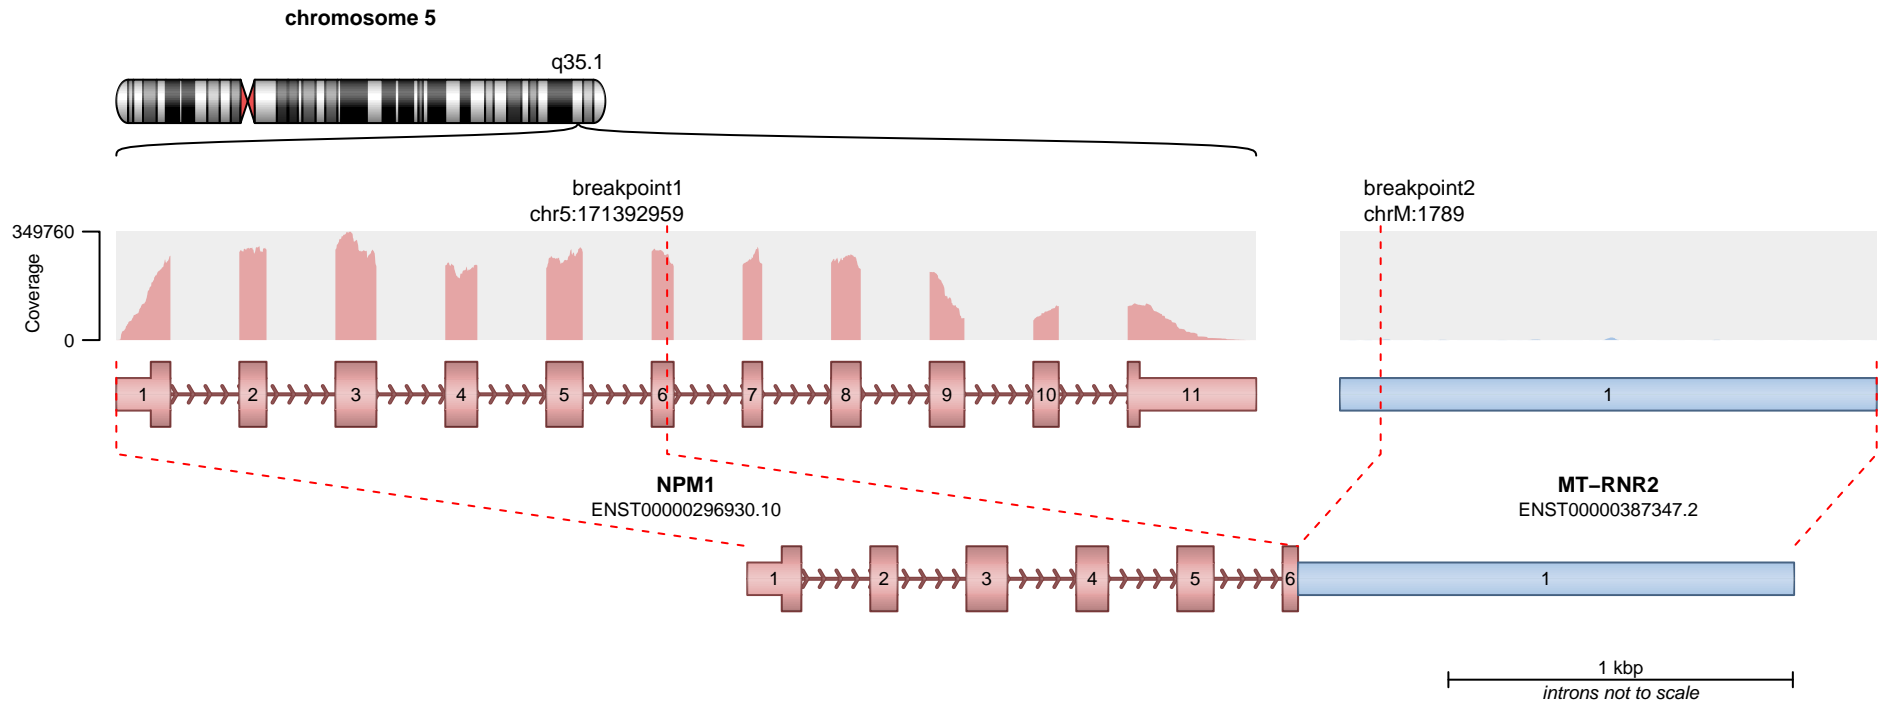 chromosome 5
q35.1
breakpoint1
chr5:171392959
breakpoint2
chrM:1789
349760
Coverage
0
1 2 3 4 5 6 7 8 9 10 11
1
NPM1
ENST00000296930.10
MT−RNR2
ENST00000387347.2
1 2 3 4 5 6 1
1 kbp
introns not to scale